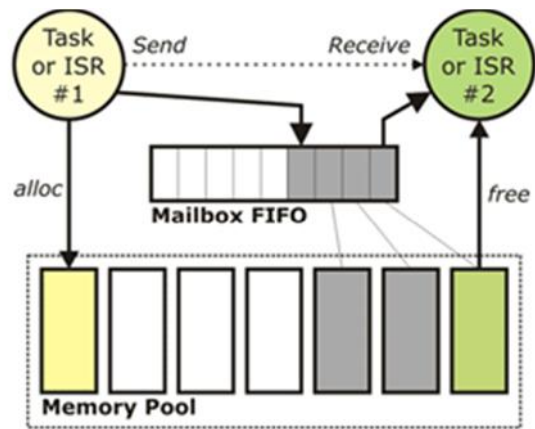 Task
or ISR
#1
Send
Receive
Task
or ISR
#2
alloc
Mailbox FIFO
free
Memory Pool